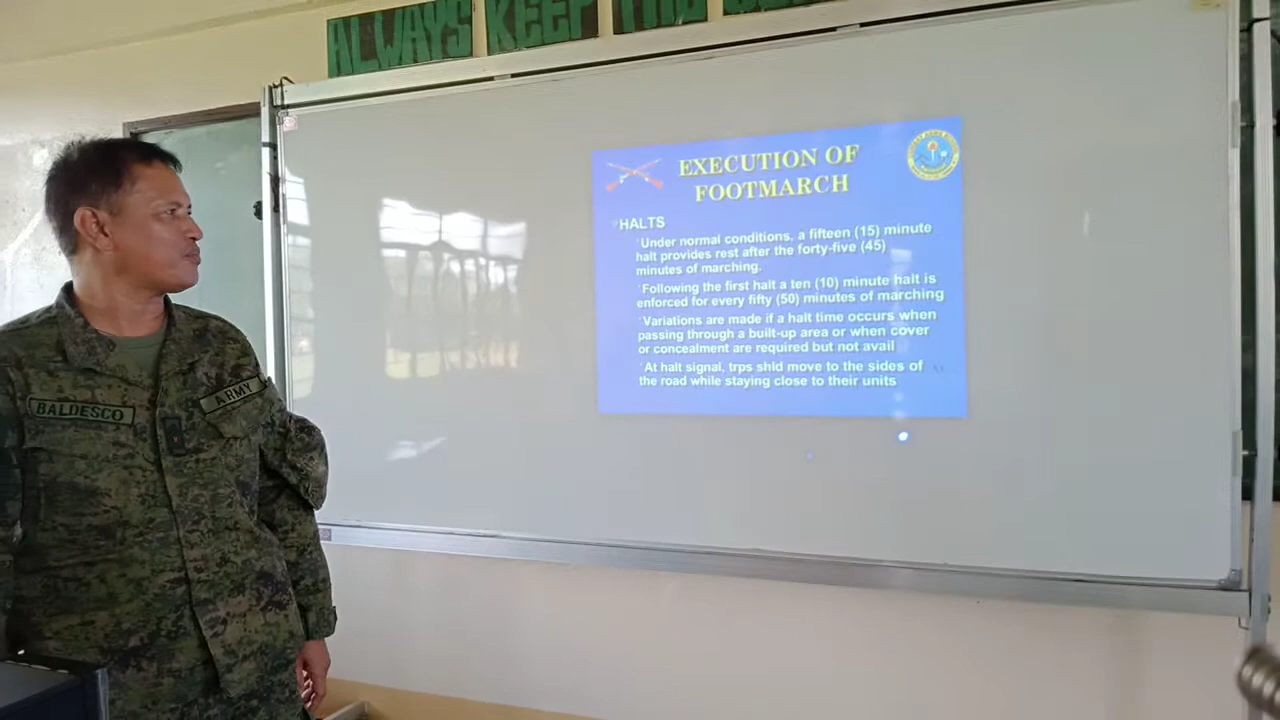 ALWAYS KEEP THE
EXECUTION OF
FOOTMARCH
HALTS
Under normal conditions, a fifteen (15) minute
halt provides rest after the forty-five (45)
minutes of marching.
Following the first halt a ten (10) minute halt is
enforced for every fifty (50) minutes of marching
Variations are made if a halt time occurs when
passing through a built-up area or when cover
or concealment are required but not avail
At halt signal, trps shld move to the sides of
the road while staying close to their units
BALDESCO
ARMY